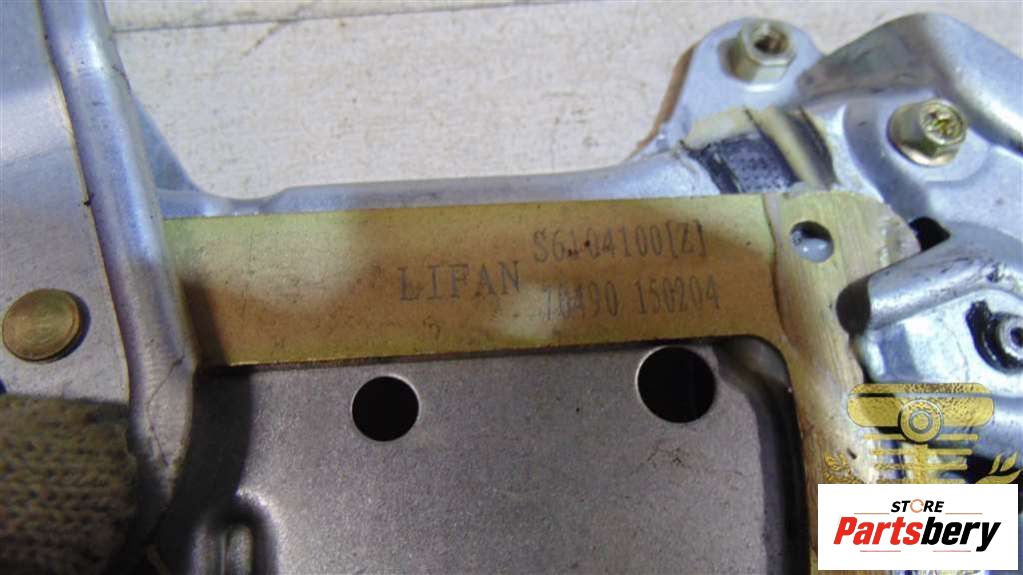 LIFAN
S6104100[Z]
70490 150204
STORE
Partsbery